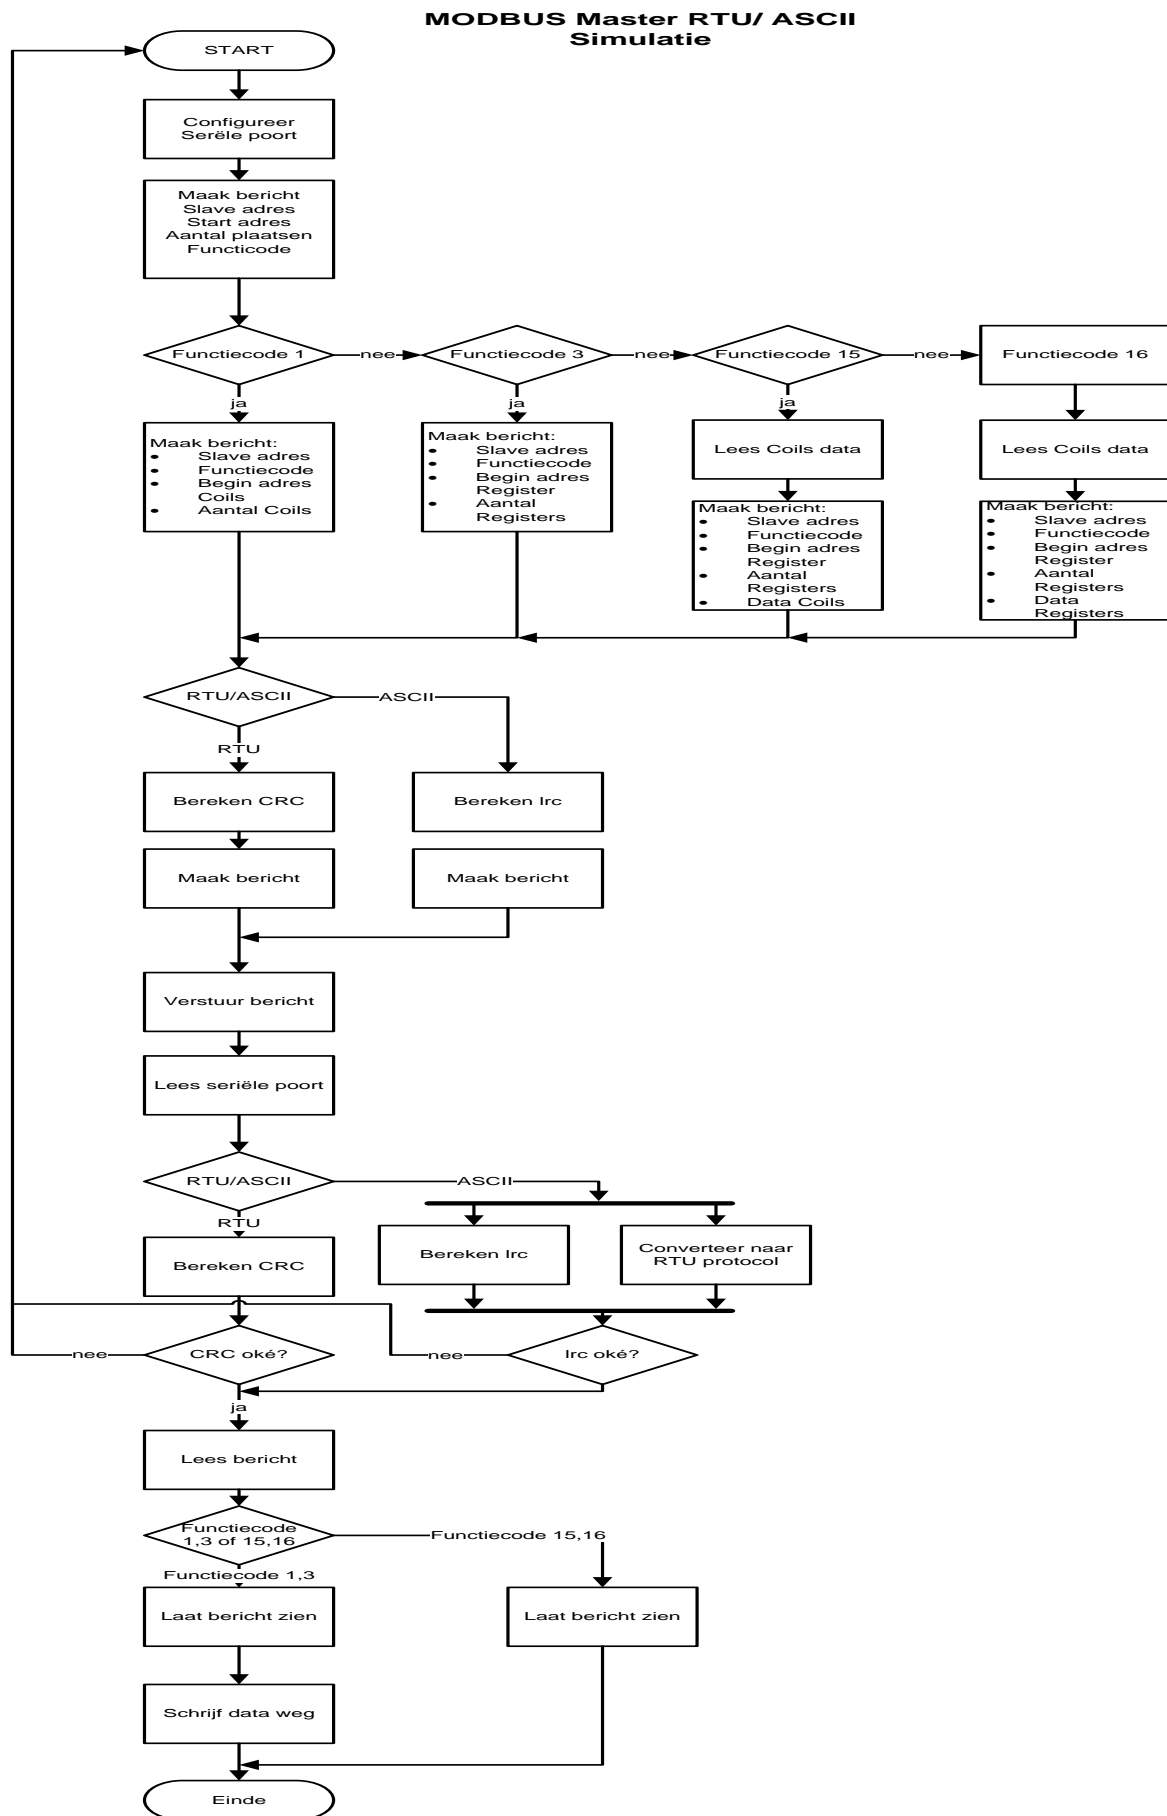 MODBUS Master RTU/ ASCII
Simulatie
START
Configureer
Serële poort
Maak bericht
Slave adres
Start adres
Aantal plaatsen
Functicode
Functiecode 1
nee
Functiecode 3
nee
Functiecode 15
nee
Functiecode 16
ja
ja
ja
Maak bericht:
• Slave adres
• Functiecode
• Begin adres
Coils
• Aantal Coils
Maak bericht:
• Slave adres
• Functiecode
• Begin adres
Register
• Aantal
Registers
Lees Coils data
Lees Coils data
Maak bericht:
• Slave adres
• Functiecode
• Begin adres
Register
• Aantal
Registers
• Data Coils
Maak bericht:
• Slave adres
• Functiecode
• Begin adres
Register
• Aantal
Registers
• Data
Registers
RTU/ASCII
ASCII
RTU
Bereken CRC
Bereken lrc
Maak bericht
Maak bericht
Verstuur bericht
Lees seriële poort
RTU/ASCII
ASCII
RTU
Bereken CRC
Bereken lrc
Converteer naar
RTU protocol
nee
CRC oké?
nee
lrc oké?
ja
Lees bericht
Functiecode
1,3 of 15,16
Functiecode 15,16
Functiecode 1,3
Laat bericht zien
Laat bericht zien
Schrijf data weg
Einde